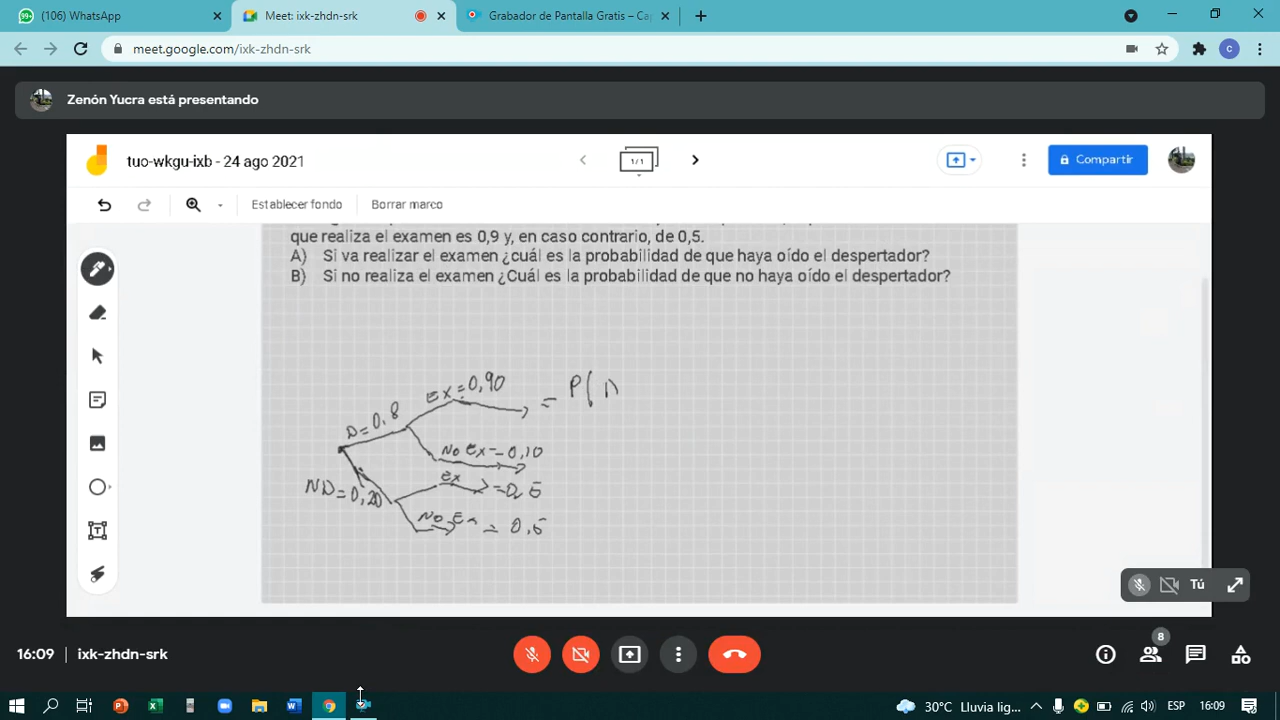 (106) WhatsApp
Meet: ixk-zhdn-srk
Grabador de Pantalla Gratis – Ca
meet.google.com/ixk-zhdn-srk
C
Zenón Yucra está presentando
tuo-wkgu-ixb - 24 ago 2021
1/1
Compartir
Establecer fondo
Borrar marco
que realiza el examen es 0,9 y, en caso contrario, de 0,5.
A) Si va realizar el examen ¿cuál es la probabilidad de que haya oído el despertador?
B) Si no realiza el examen ¿Cuál es la probabilidad de que no haya oído el despertador?
Ex = 0,90 = P(
D = 0,8
No Ex = 0,10
Ex = 0,5
ND = 0,20
No Ex = 0,5
Tú
16:09 | ixk-zhdn-srk
8
30°C Lluvia lig...
ESP
16:09